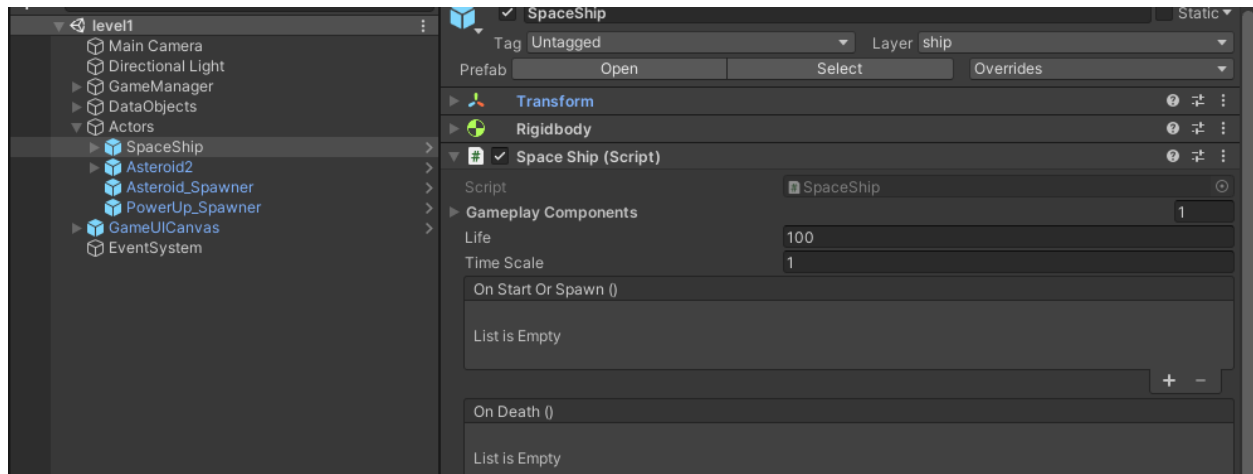 level1
Main Camera
Directional Light
GameManager
DataObjects
Actors
SpaceShip
Asteroid2
Asteroid_Spawner
PowerUp_Spawner
GameUICanvas
EventSystem
SpaceShip Static
Tag Untagged Layer ship
Prefab Open Select Overrides
Transform
Rigidbody
# Space Ship (Script)
Script SpaceShip
Gameplay Components 1
Life 100
Time Scale 1
On Start Or Spawn ()
List is Empty
+ −
On Death ()
List is Empty